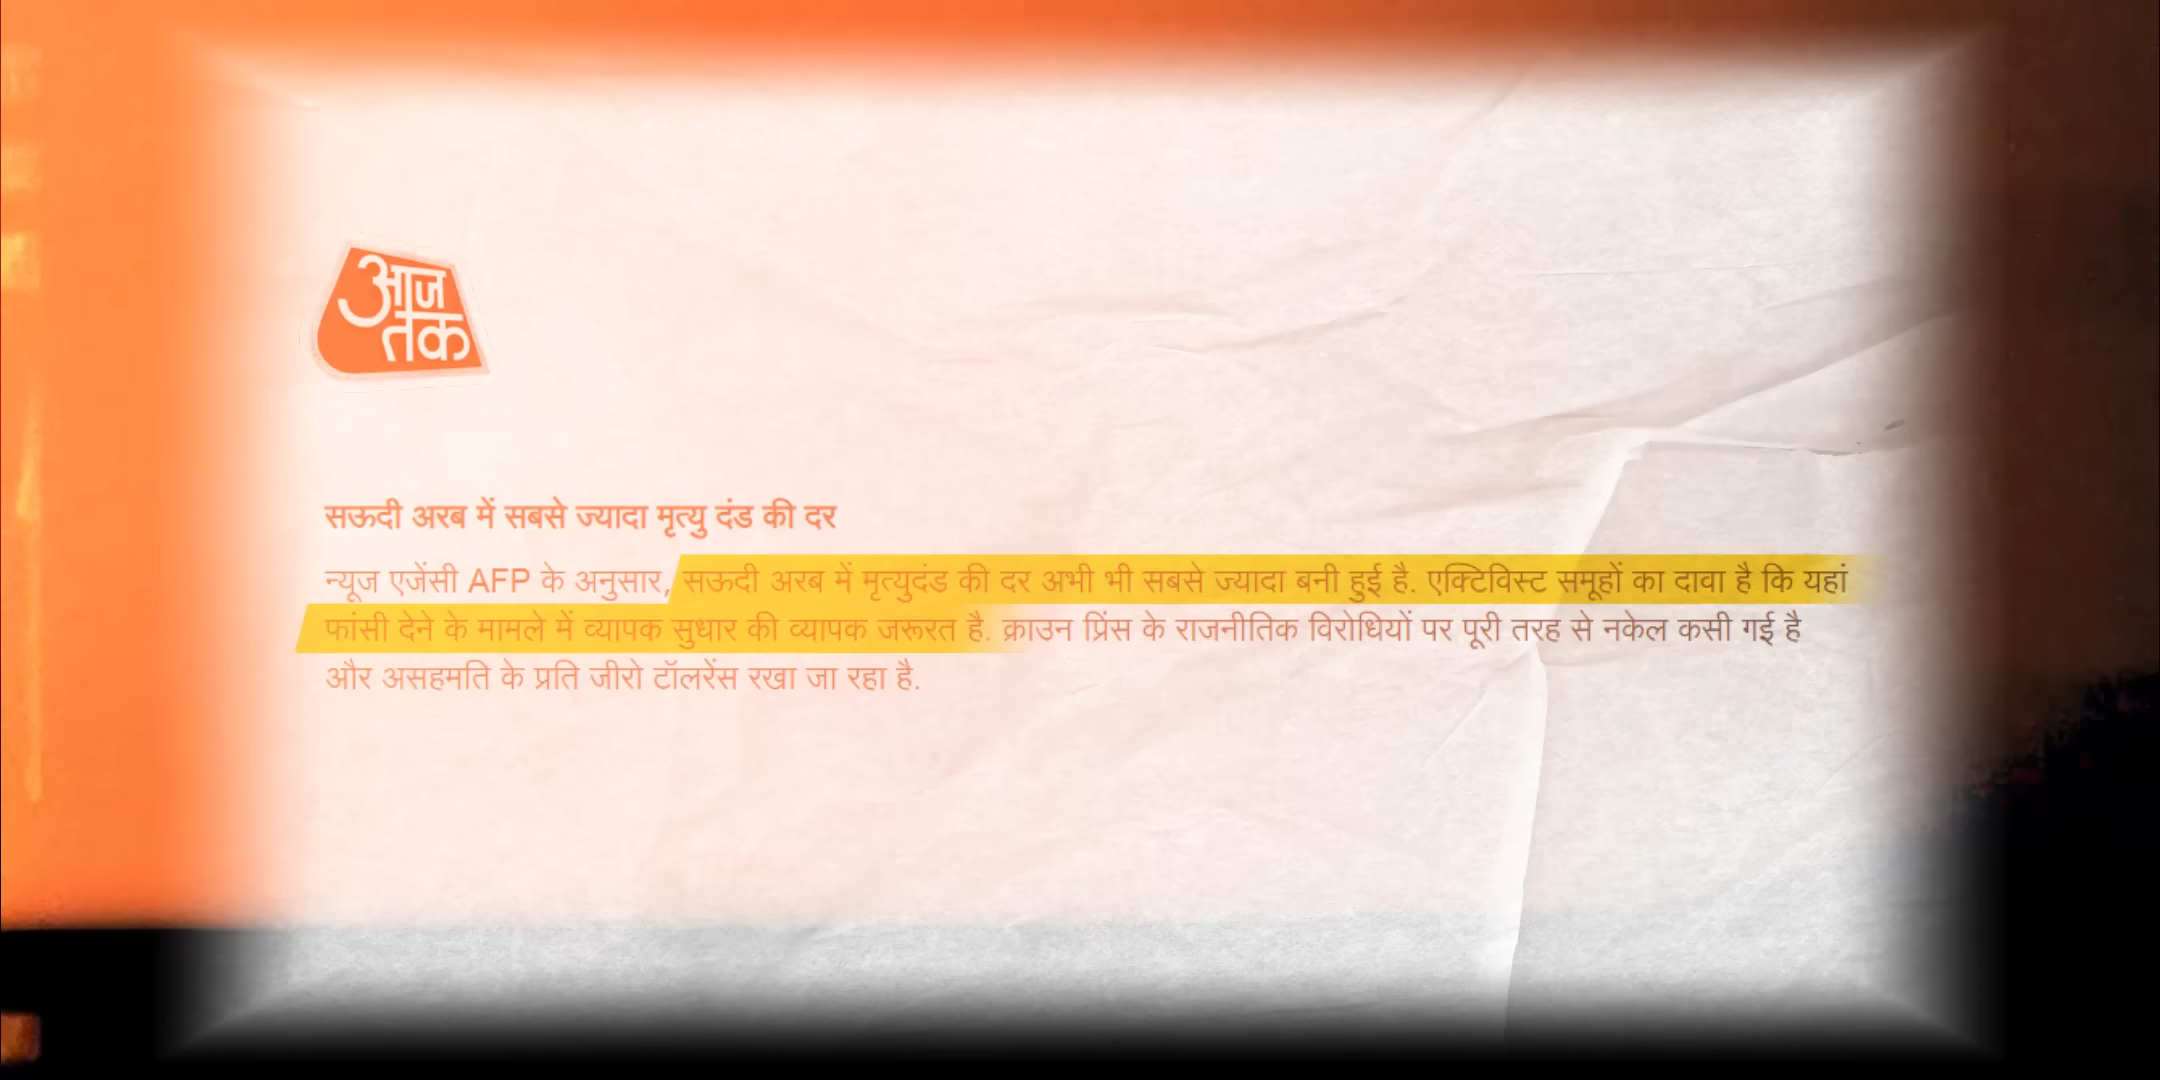 आज
तक
सऊदी अरब में सबसे ज्यादा मृत्यु दंड की दर
न्यूज एजेंसी AFP के अनुसार, सऊदी अरब में मृत्युदंड की दर अभी भी सबसे ज्यादा बनी हुई है. एक्टिविस्ट समूहों का दावा है कि यहां
फांसी देने के मामले में व्यापक सुधार की व्यापक जरूरत है. क्राउन प्रिंस के राजनीतिक विरोधियों पर पूरी तरह से नकेल कसी गई है
और असहमति के प्रति जीरो टॉलरेंस रखा जा रहा है.